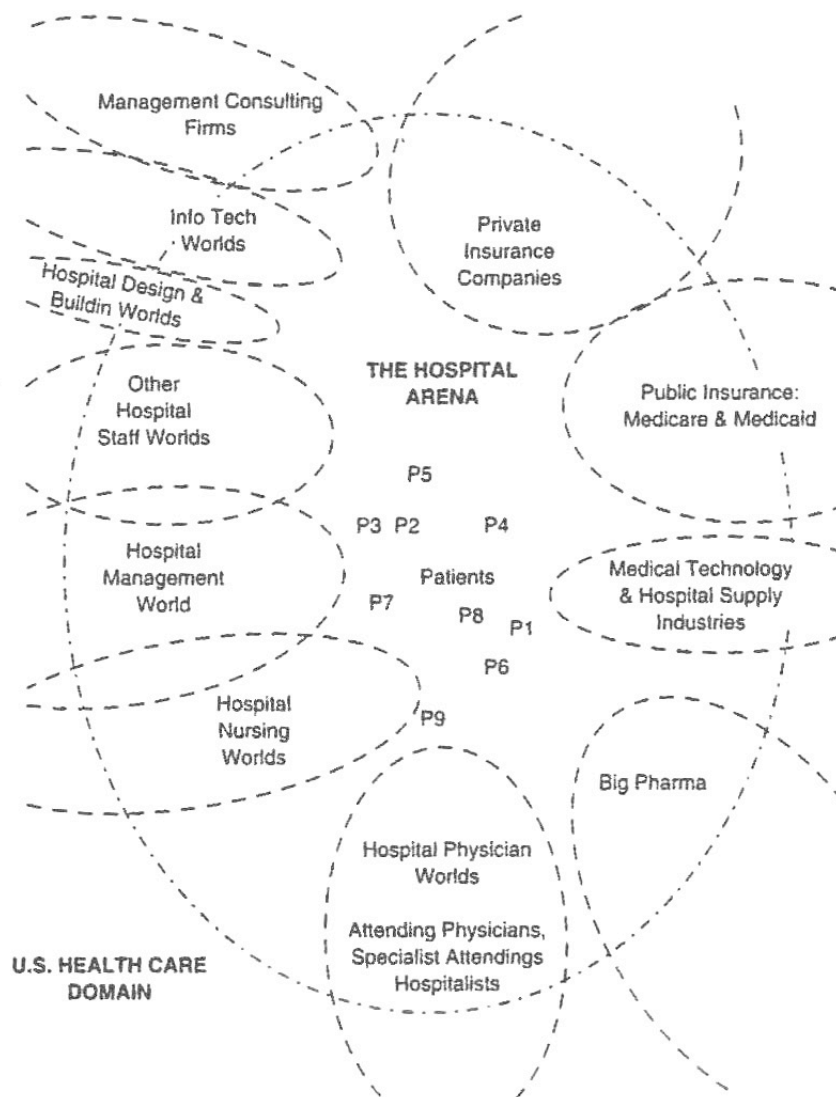 Management Consulting
Firms
Info Tech
Worlds
Private
Insurance
Companies
Hospital Design &
Buildin Worlds
THE HOSPITAL
ARENA
Other
Hospital
Staff Worlds
Public Insurance:
Medicare & Medicaid
P5
P3 P2 P4
Hospital
Management
World
Patients
Medical Technology
& Hospital Supply
Industries
P7
P8
P1
P6
Hospital
Nursing
Worlds
P9
Big Pharma
Hospital Physician
Worlds
Attending Physicians,
Specialist Attendings
Hospitalists
U.S. HEALTH CARE
DOMAIN